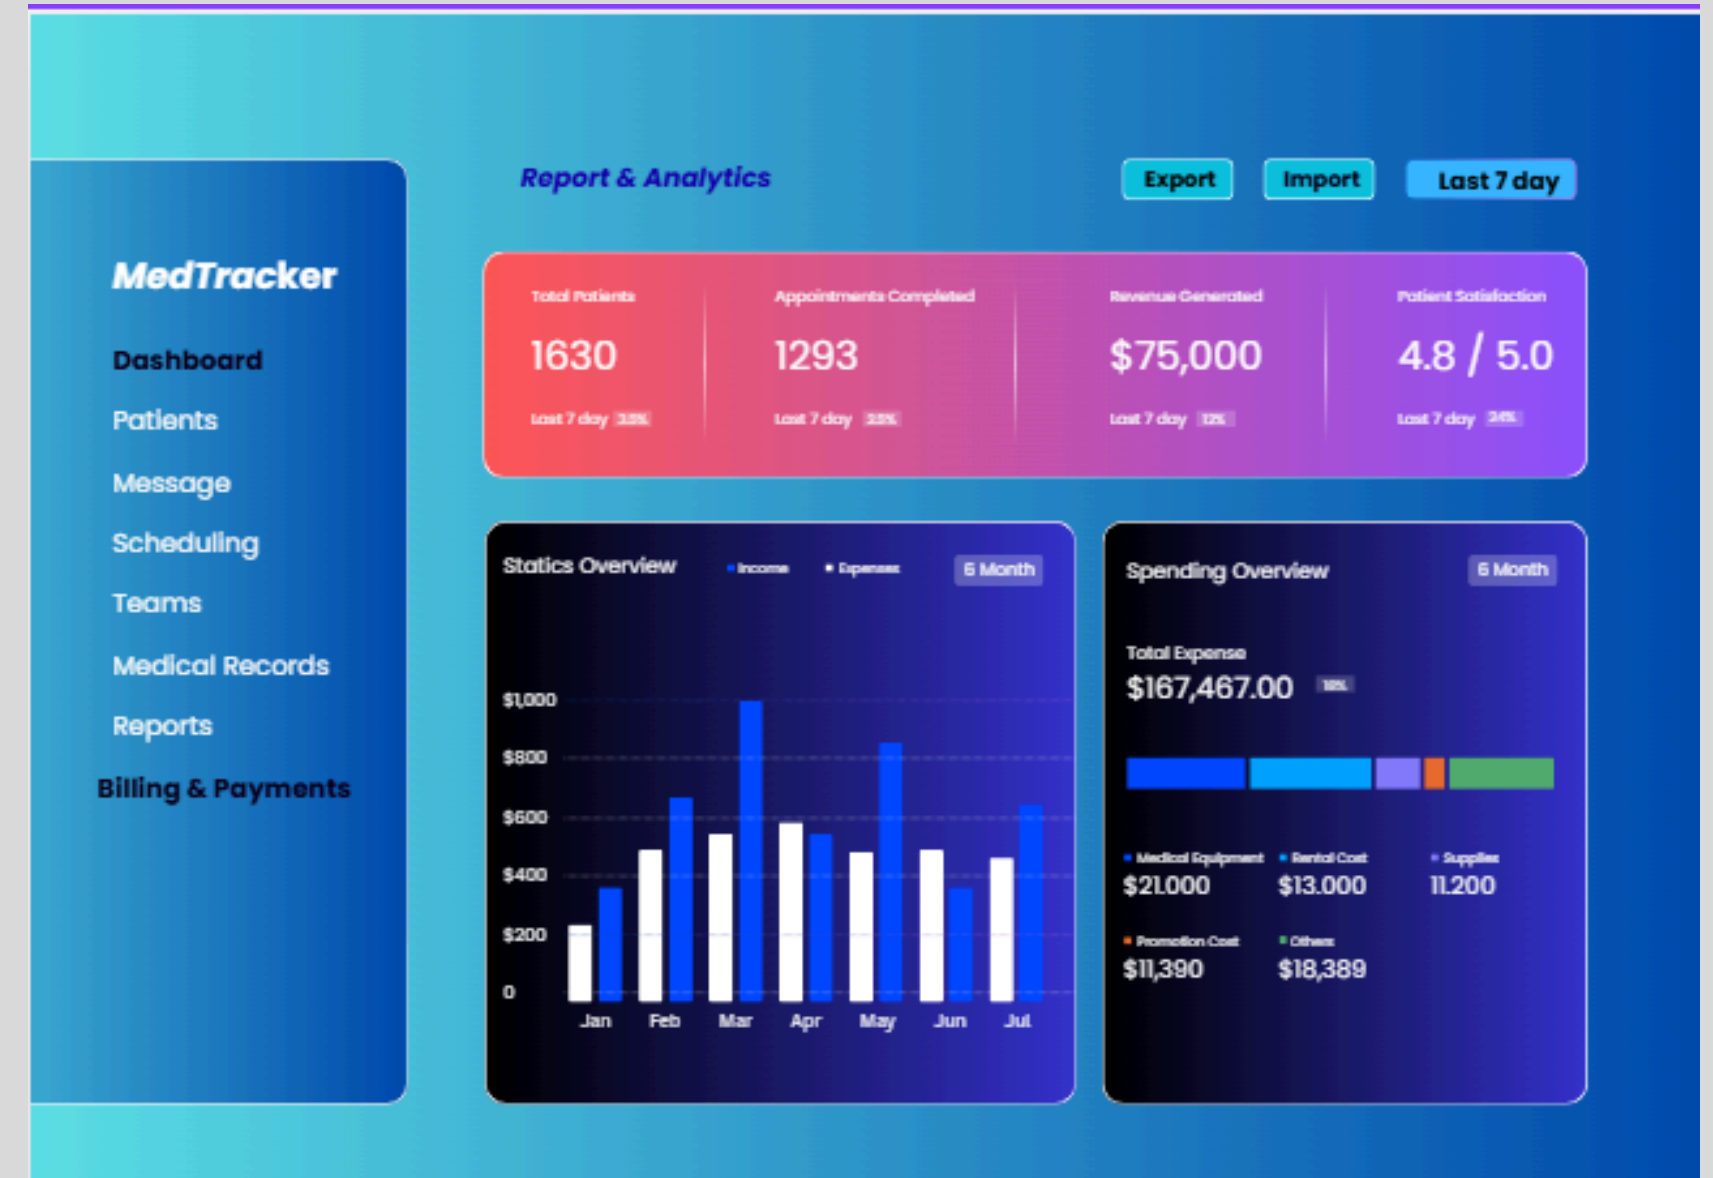 Report & Analytics
Export
Import
Last 7 day
MedTracker
Dashboard
Patients
Message
Scheduling
Teams
Medical Records
Reports
Billing & Payments
Total Patients
1630
Last 7 day
Appointments Completed
1293
Last 7 day
Revenue Generated
$75,000
Last 7 day 12%
Patient Satisfaction
4.8 / 5.0
Last 7 day
Statics Overview
Income
Expenses
6 Month
$1,000
$800
$600
$400
$200
0
Jan Feb Mar Apr May Jun Jul
Spending Overview
6 Month
Total Expense
$167,467.00
Medical Equipment
$21.000
Rental Cost
$13.000
Supplies
11.200
Promotion Cost
$11,390
Others
$18,389